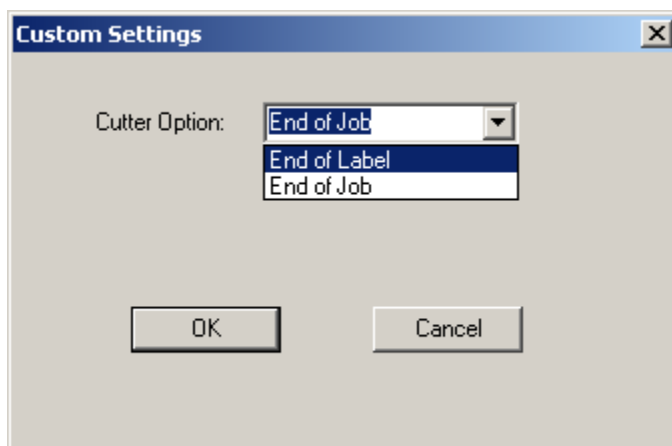 Custom Settings
Cutter Option: End of Job
End of Label
End of Job
OK Cancel